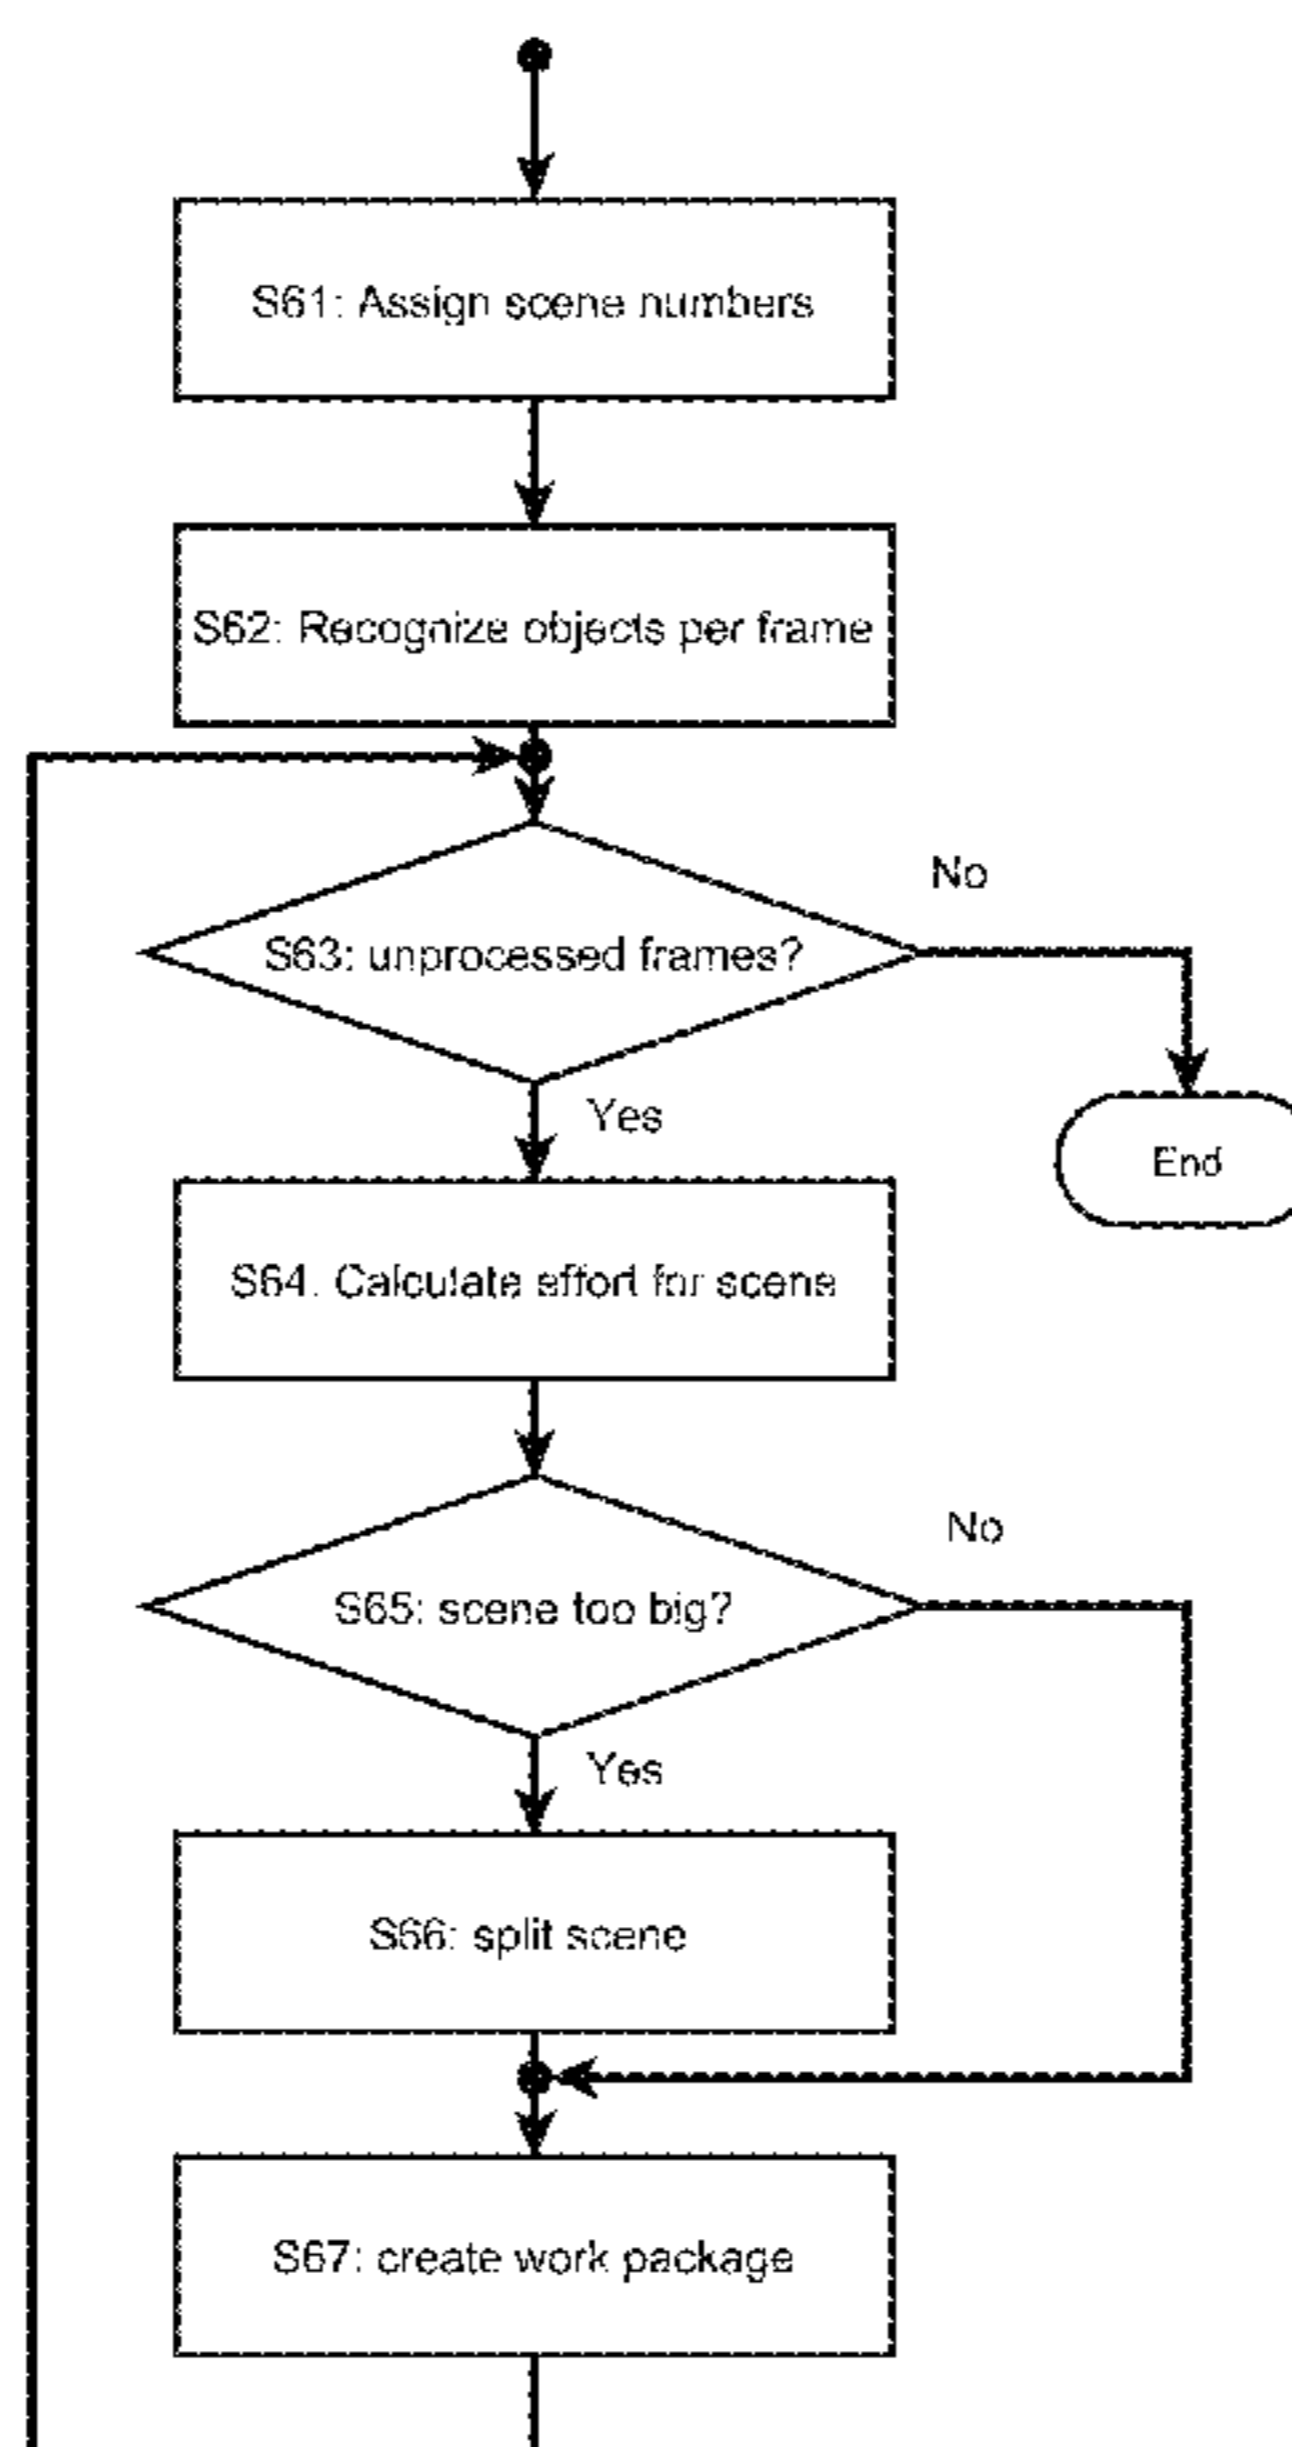 S61: Assign scene numbers
S62: Recognize objects per frame
No
S63: unprocessed frames?
Yes
End
S64. Calculate effort for scene
No
S65: scene too big?
Yes
S66: split scene
S67: create work package